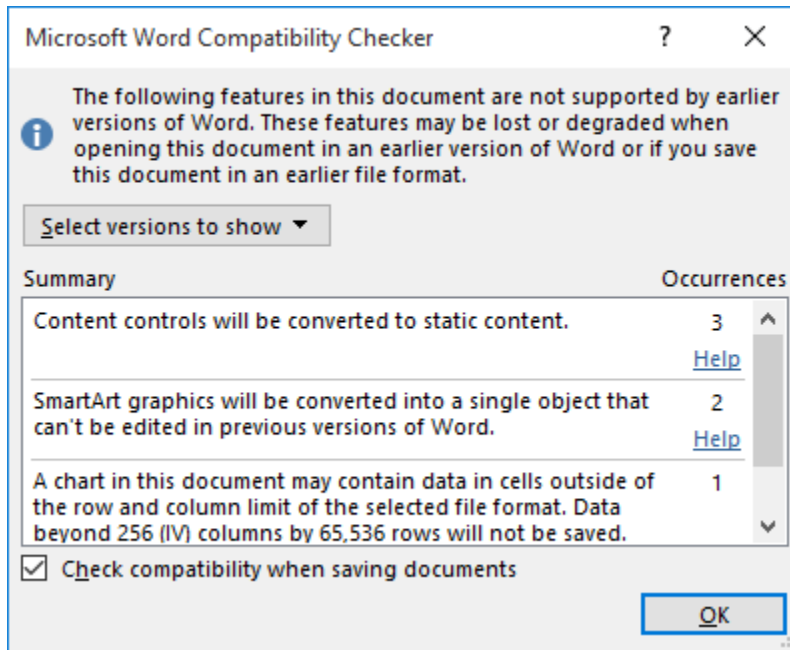 Microsoft Word Compatibility Checker ?
The following features in this document are not supported by earlier
versions of Word. These features may be lost or degraded when
opening this document in an earlier version of Word or if you save
this document in an earlier file format.
Select versions to show
Summary Occurrences
Content controls will be converted to static content. 3
Help
SmartArt graphics will be converted into a single object that 2
can't be edited in previous versions of Word.
Help
A chart in this document may contain data in cells outside of 1
the row and column limit of the selected file format. Data
beyond 256 (IV) columns by 65,536 rows will not be saved.
Check compatibility when saving documents
OK